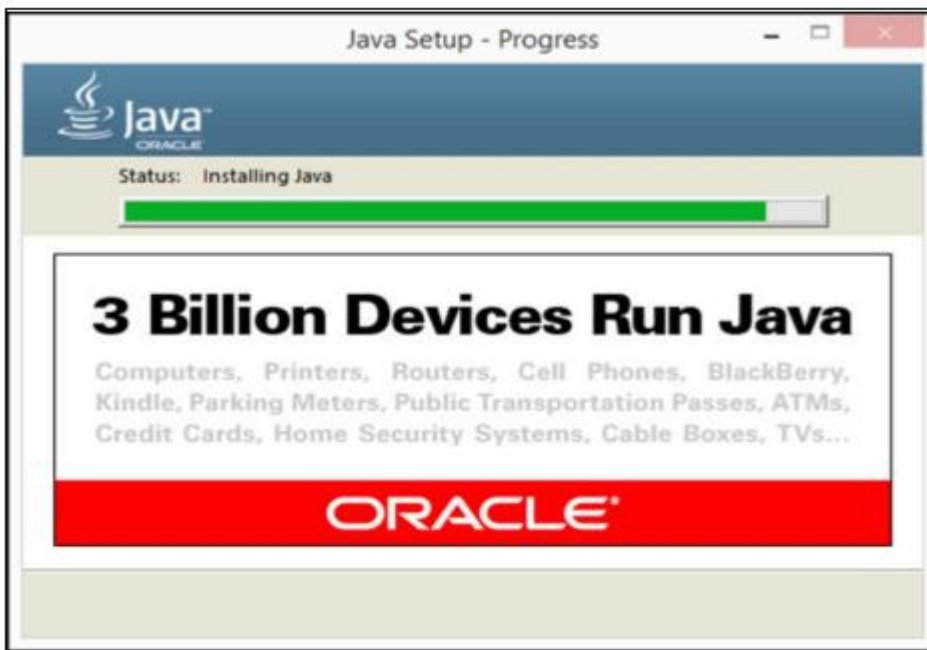 Java Setup - Progress
Java™
ORACLE
Status: Installing Java
3 Billion Devices Run Java
Computers, Printers, Routers, Cell Phones, BlackBerry,
Kindle, Parking Meters, Public Transportation Passes, ATMs,
Credit Cards, Home Security Systems, Cable Boxes, TVs...
ORACLE®